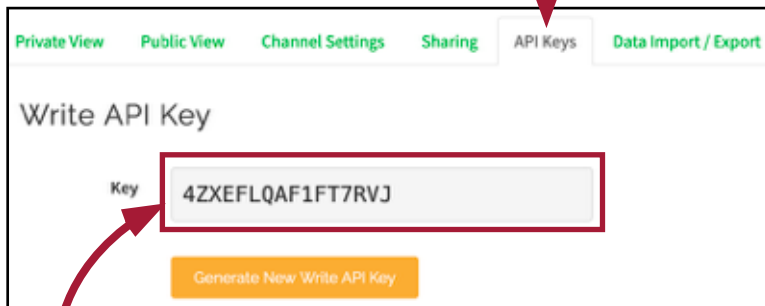 Private View Public View Channel Settings Sharing API Keys Data Import / Export
Write API Key
Key 4ZXEFLQAF1FT7RVJ
Generate New Write API Key